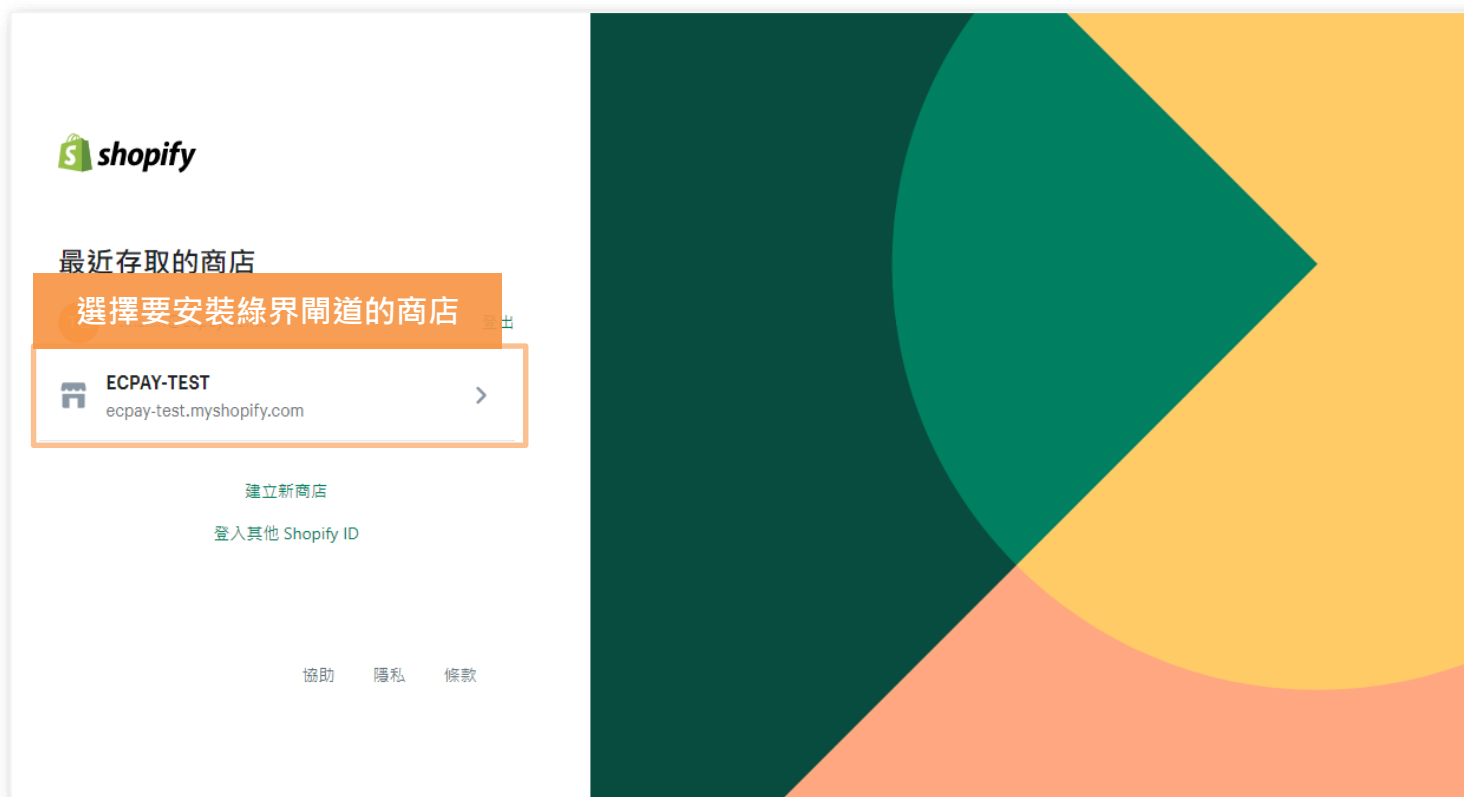 shopify
最近存取的商店
選擇要安裝綠界閘道的商店
登出
ECPAY-TEST
ecpay-test.myshopify.com
建立新商店
登入其他 Shopify ID
協助 隱私 條款